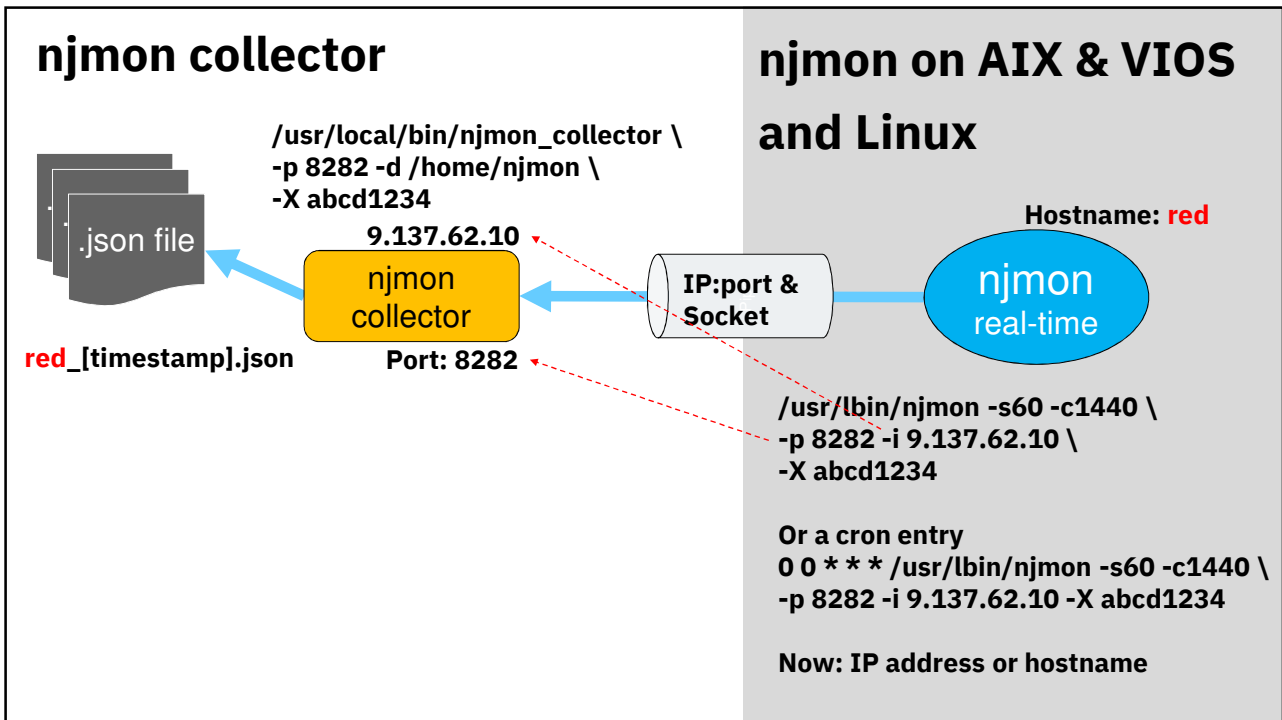 njmon collector
/usr/local/bin/njmon_collector \
-p 8282 -d /home/njmon \
-X abcd1234
9.137.62.10
.json file
njmon
collector
Port: 8282
red_[timestamp].json
IP:port &
Socket
njmon on AIX & VIOS
and Linux
Hostname: red
njmon
real-time
/usr/lbin/njmon -s60 -c1440 \
-p 8282 -i 9.137.62.10 \
-X abcd1234
Or a cron entry
0 0 * * * /usr/lbin/njmon -s60 -c1440 \
-p 8282 -i 9.137.62.10 -X abcd1234
Now: IP address or hostname